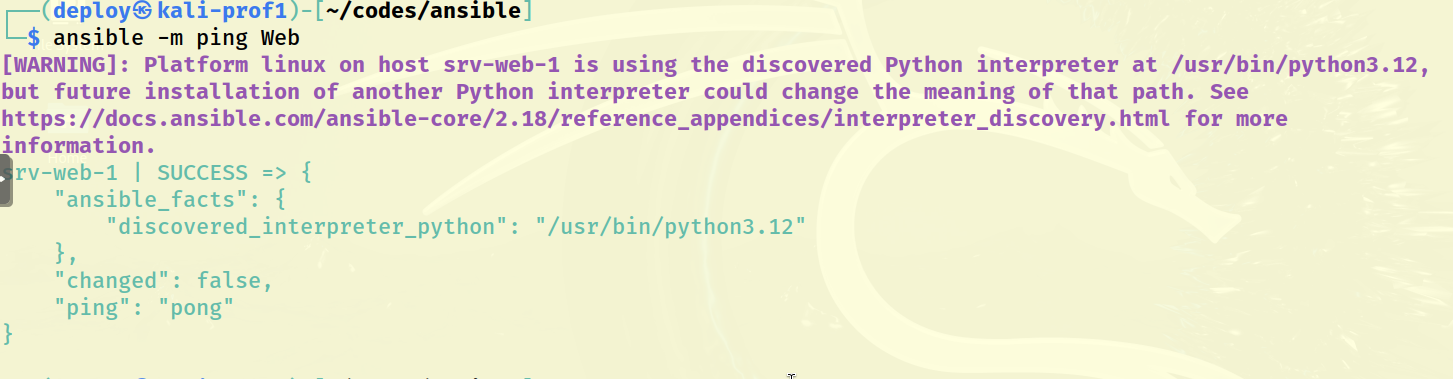 ┌──(deploy㉿kali-prof1)-[~/codes/ansible]
└─$ ansible -m ping Web
[WARNING]: Platform linux on host srv-web-1 is using the discovered Python interpreter at /usr/bin/python3.12,
but future installation of another Python interpreter could change the meaning of that path. See
https://docs.ansible.com/ansible-core/2.18/reference_appendices/interpreter_discovery.html for more
information.
srv-web-1 | SUCCESS => {
    "ansible_facts": {
        "discovered_interpreter_python": "/usr/bin/python3.12"
    },
    "changed": false,
    "ping": "pong"
}